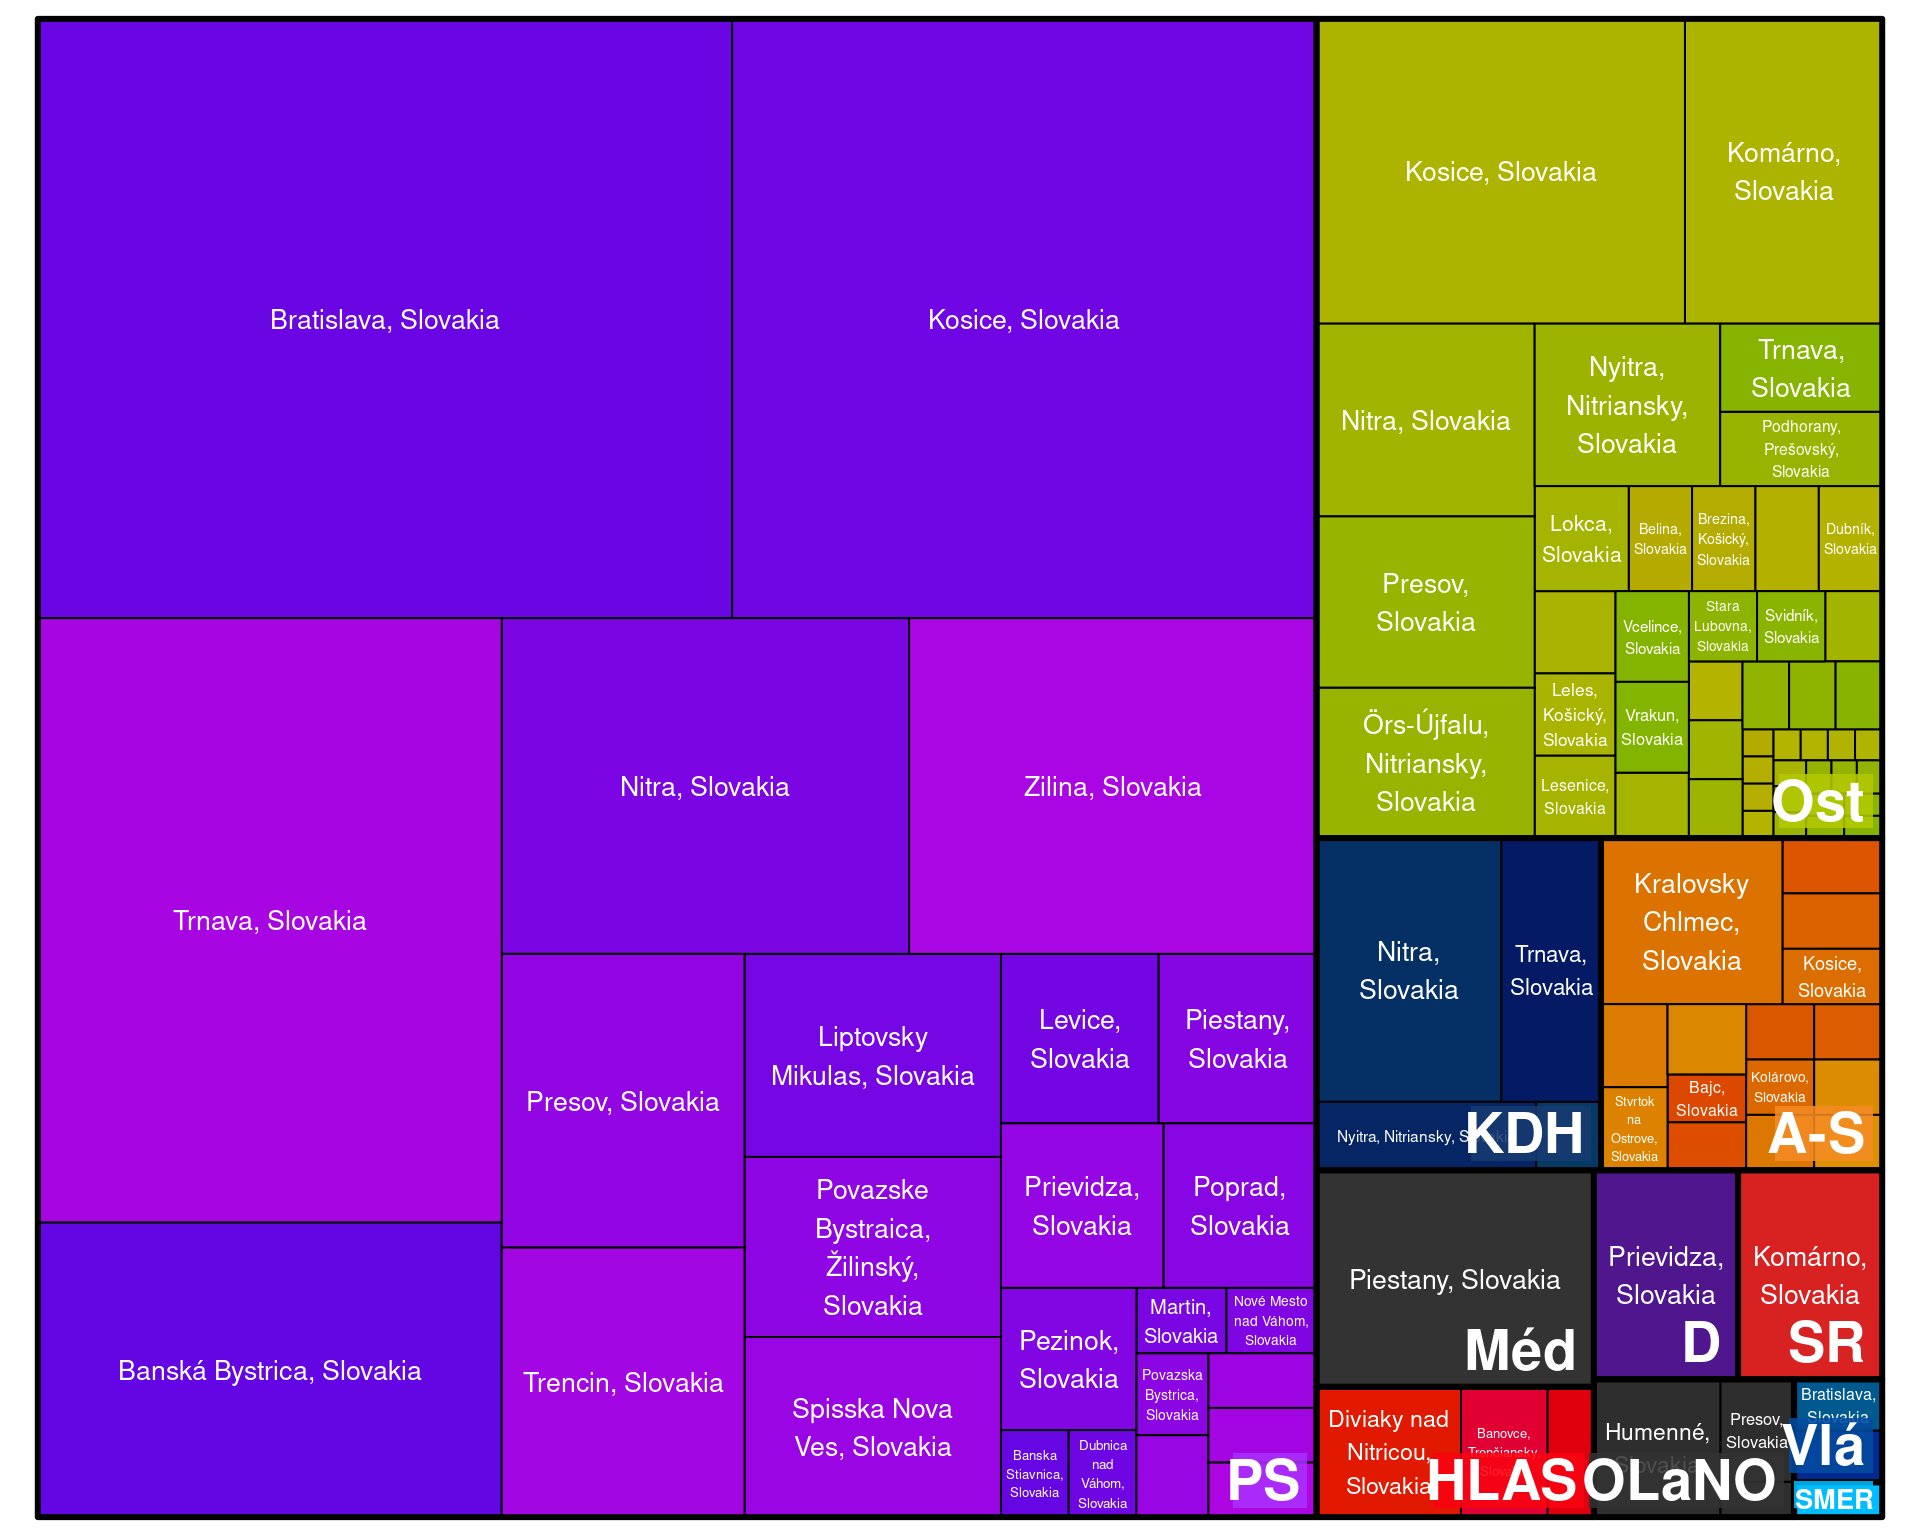 Bratislava, Slovakia
Kosice, Slovakia
Trnava, Slovakia
Nitra, Slovakia
Zilina, Slovakia
Banská Bystrica, Slovakia
Presov, Slovakia
Trencin, Slovakia
Liptovsky
Mikulas, Slovakia
Povazske
Bystraica,
Žilinský,
Slovakia
Spisska Nova
Ves, Slovakia
Levice,
Slovakia
Piestany,
Slovakia
Prievidza,
Slovakia
Poprad,
Slovakia
Pezinok,
Slovakia
Martin,
Slovakia
Nové Mesto
nad Váhom,
Slovakia
Povazska
Bystrica,
Slovakia
Banska
Stiavnica,
Slovakia
Dubnica
nad
Váhom,
Slovakia
PS
Kosice, Slovakia
Komárno,
Slovakia
Nitra, Slovakia
Nyitra,
Nitriansky,
Slovakia
Trnava,
Slovakia
Podhorany,
Prešovský,
Slovakia
Presov,
Slovakia
Örs-Újfalu,
Nitriansky,
Slovakia
Lokca,
Slovakia
Belina,
Slovakia
Brezina,
Košický,
Slovakia
Dubník,
Slovakia
Leles,
Košický,
Slovakia
Lesenice,
Slovakia
Vcelince,
Slovakia
Vrakun,
Slovakia
Stara
Lubovna,
Slovakia
Svidník,
Slovakia
Ost
Nitra,
Slovakia
Trnava,
Slovakia
Nyitra, Nitriansky,
KDH
Kralovsky
Chlmec,
Slovakia
Kosice,
Slovakia
Stvrtok
na
Ostrove,
Slovakia
Bajc,
Slovakia
Kolárovo,
Slovakia
A-S
Piestany, Slovakia
Méd
Prievidza,
Slovakia
D
Komárno,
Slovakia
SR
Diviaky nad
Nitricou,
Slovakia
Banovce,
Trenčiansky,
Slovakia
HLAS
Humenné,
Slovakia
Presov,
Slovakia
OLaNO
Bratislava,
Slovakia
Vlá
SMER